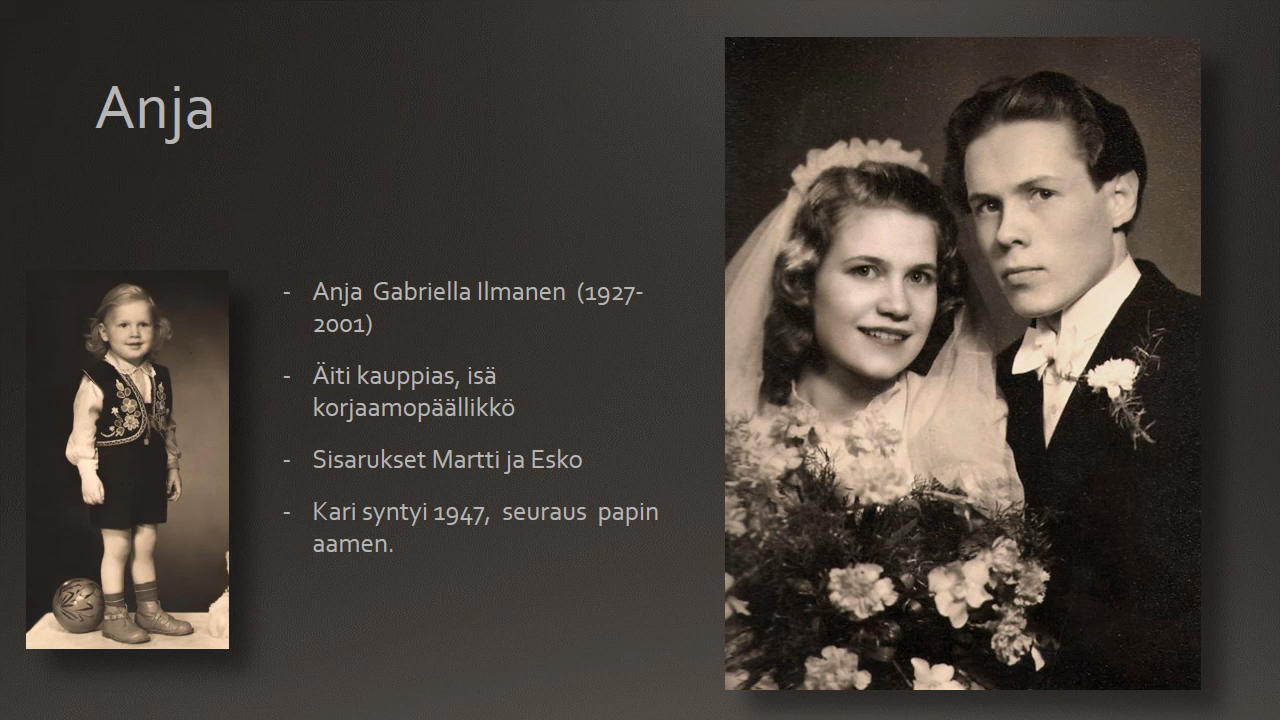 Anja
- Anja Gabriella Ilmanen (1927-
2001)
- Äiti kauppias, isä
korjaamopäällikkö
- Sisarukset Martti ja Esko
- Kari syntyi 1947, seuraus papin
aamen.